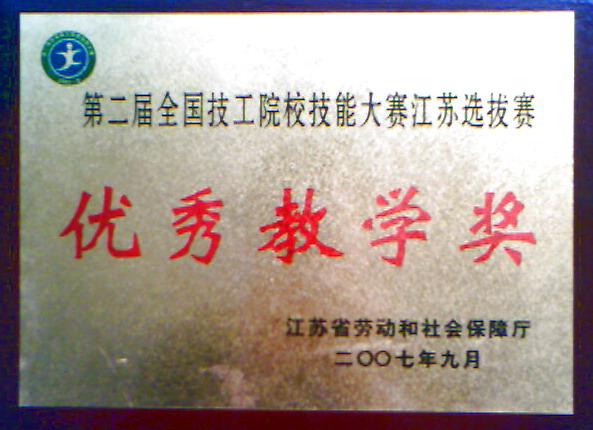 第二届全国技工院校技能大赛江苏选拔赛
优秀教学奖
江苏省劳动和社会保障厅
二〇〇七年九月